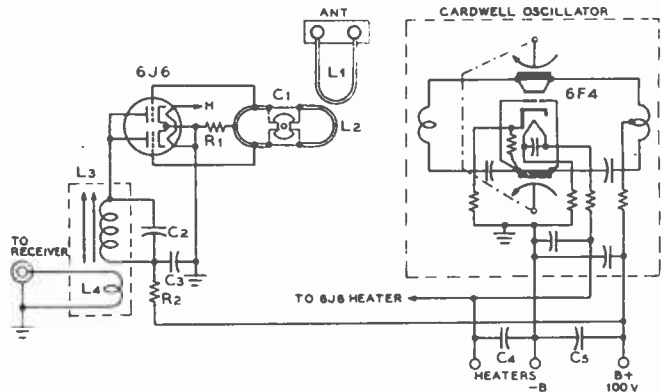 CARDWELL OSCILLATOR
ANT
L1
6J6
H
C1
R1
L2
6F4
L3
C2
TO
RECEIVER
C3
L4
R2
TO 6J6 HEATER
C4
C5
HEATERS
-B
B+
100V